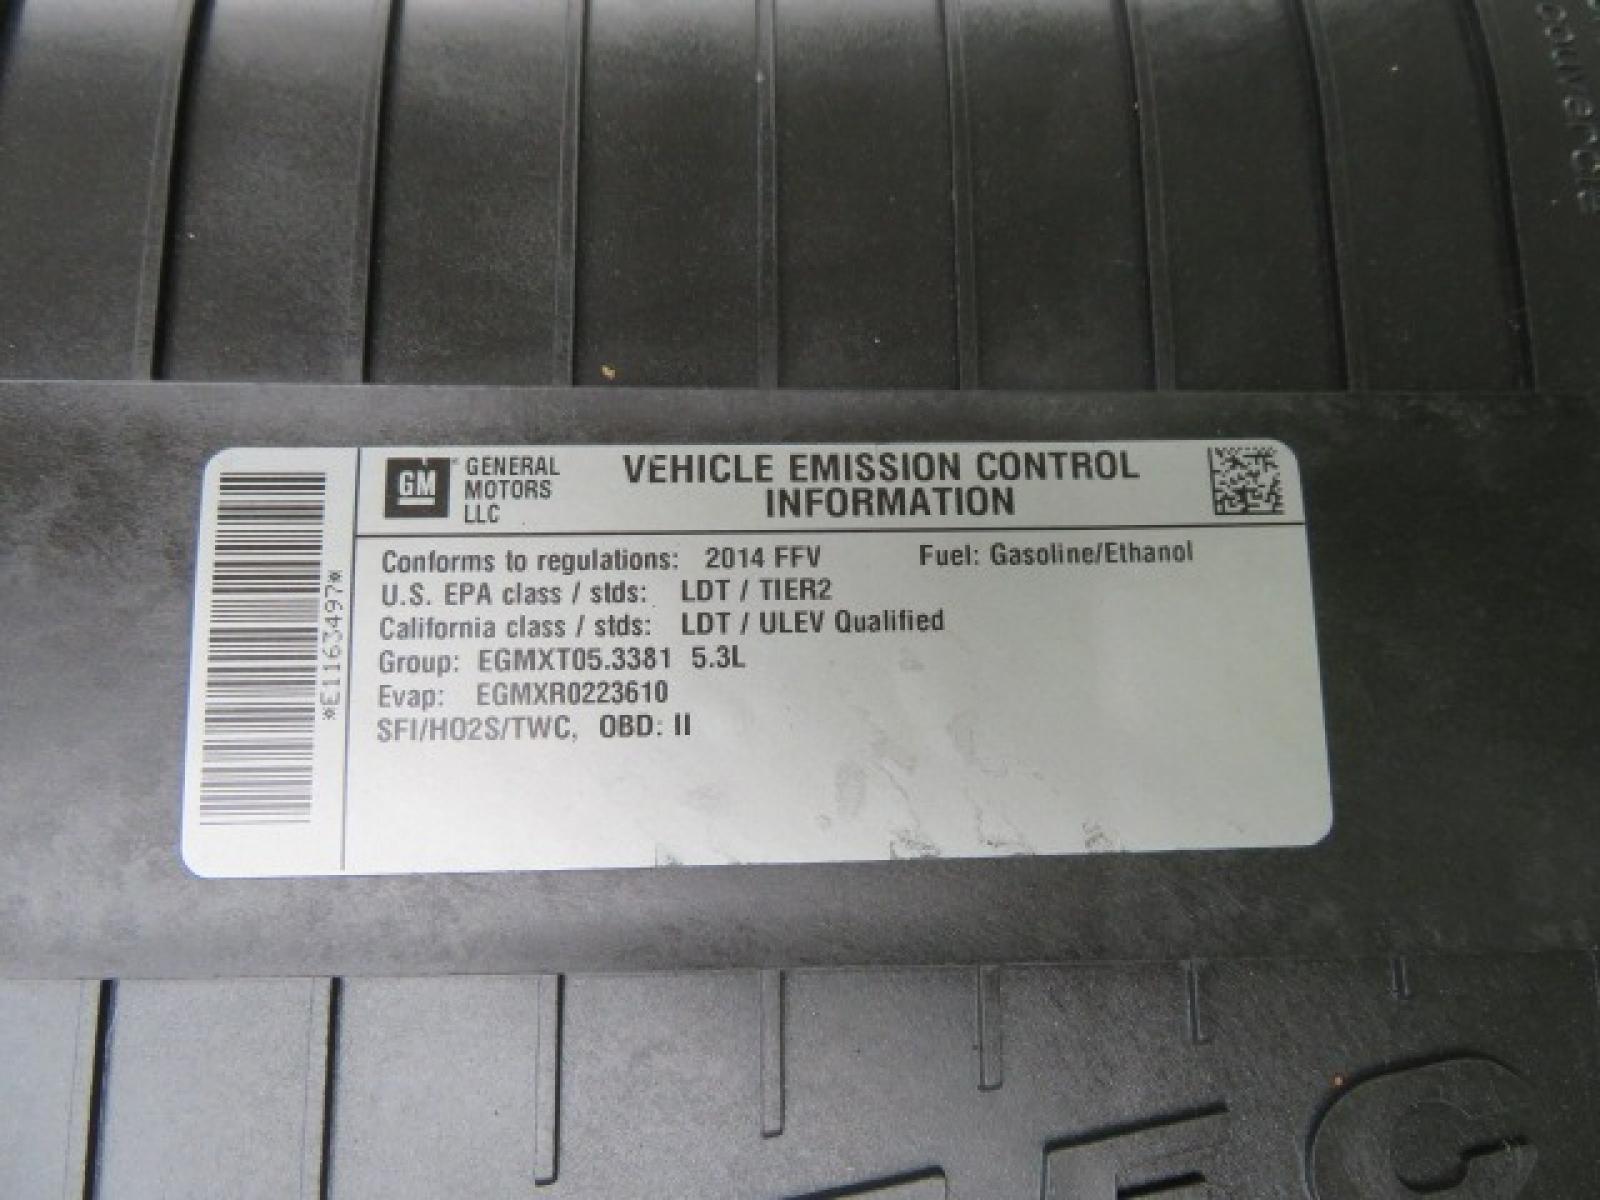 couvercle
GM GENERAL MOTORS LLC
VEHICLE EMISSION CONTROL
INFORMATION
Conforms to regulations: 2014 FFV Fuel: Gasoline/Ethanol
U.S. EPA class / stds: LDT / TIER2
California class / stds: LDT / ULEV Qualified
Group: EGMXT05.3381 5.3L
Evap: EGMXR0223610
SFI/HO2S/TWC, OBD: II
*E1163497*